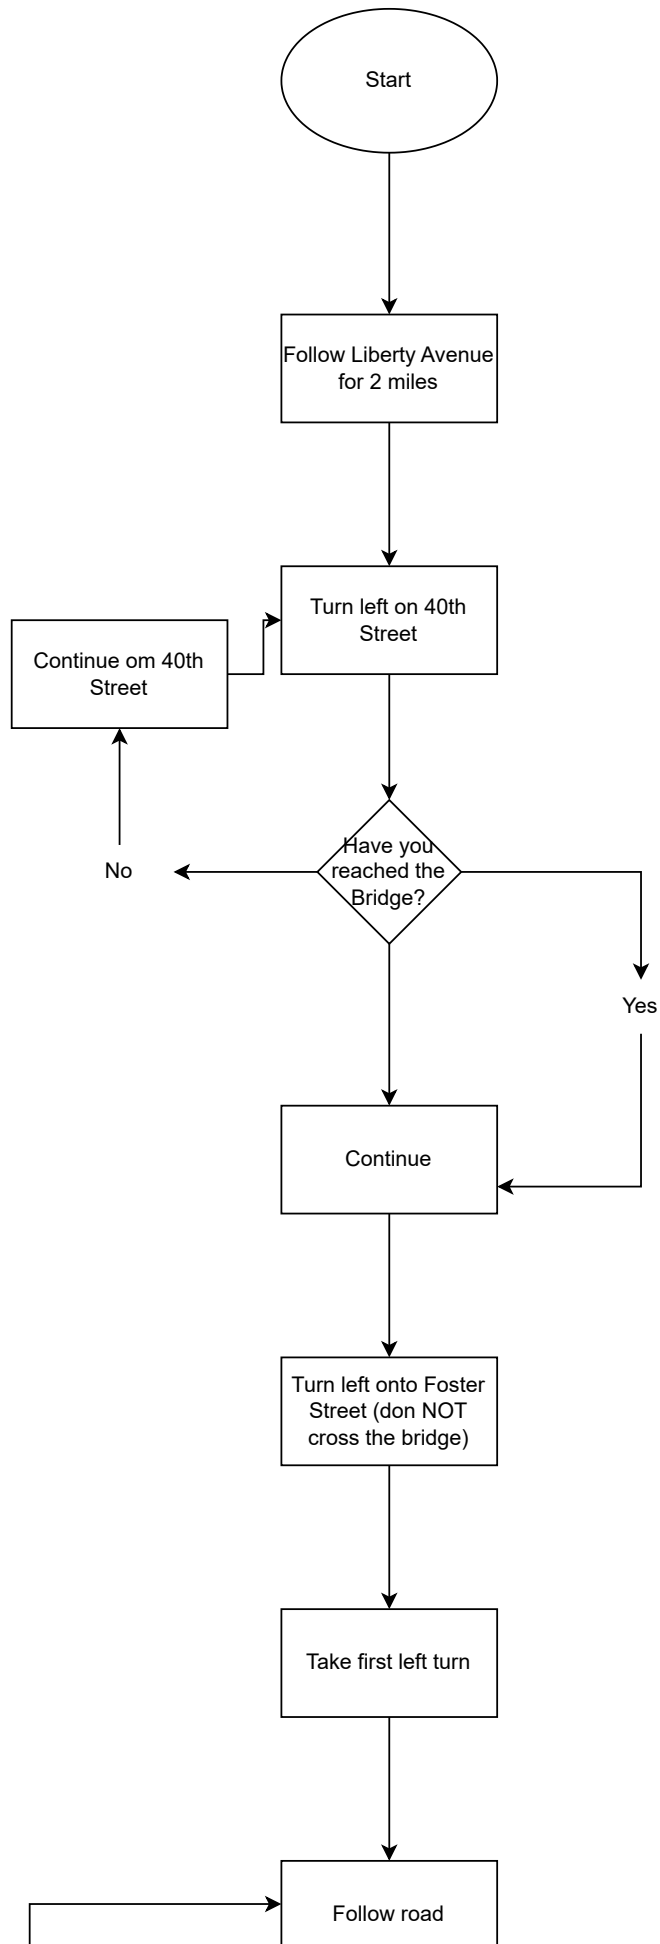 Start
Follow Liberty Avenue
for 2 miles
Turn left on 40th
Street
Continue om 40th
Street
Have you
reached the
Bridge?
No
Yes
Continue
Turn left onto Foster
Street (don NOT
cross the bridge)
Take first left turn
Follow road